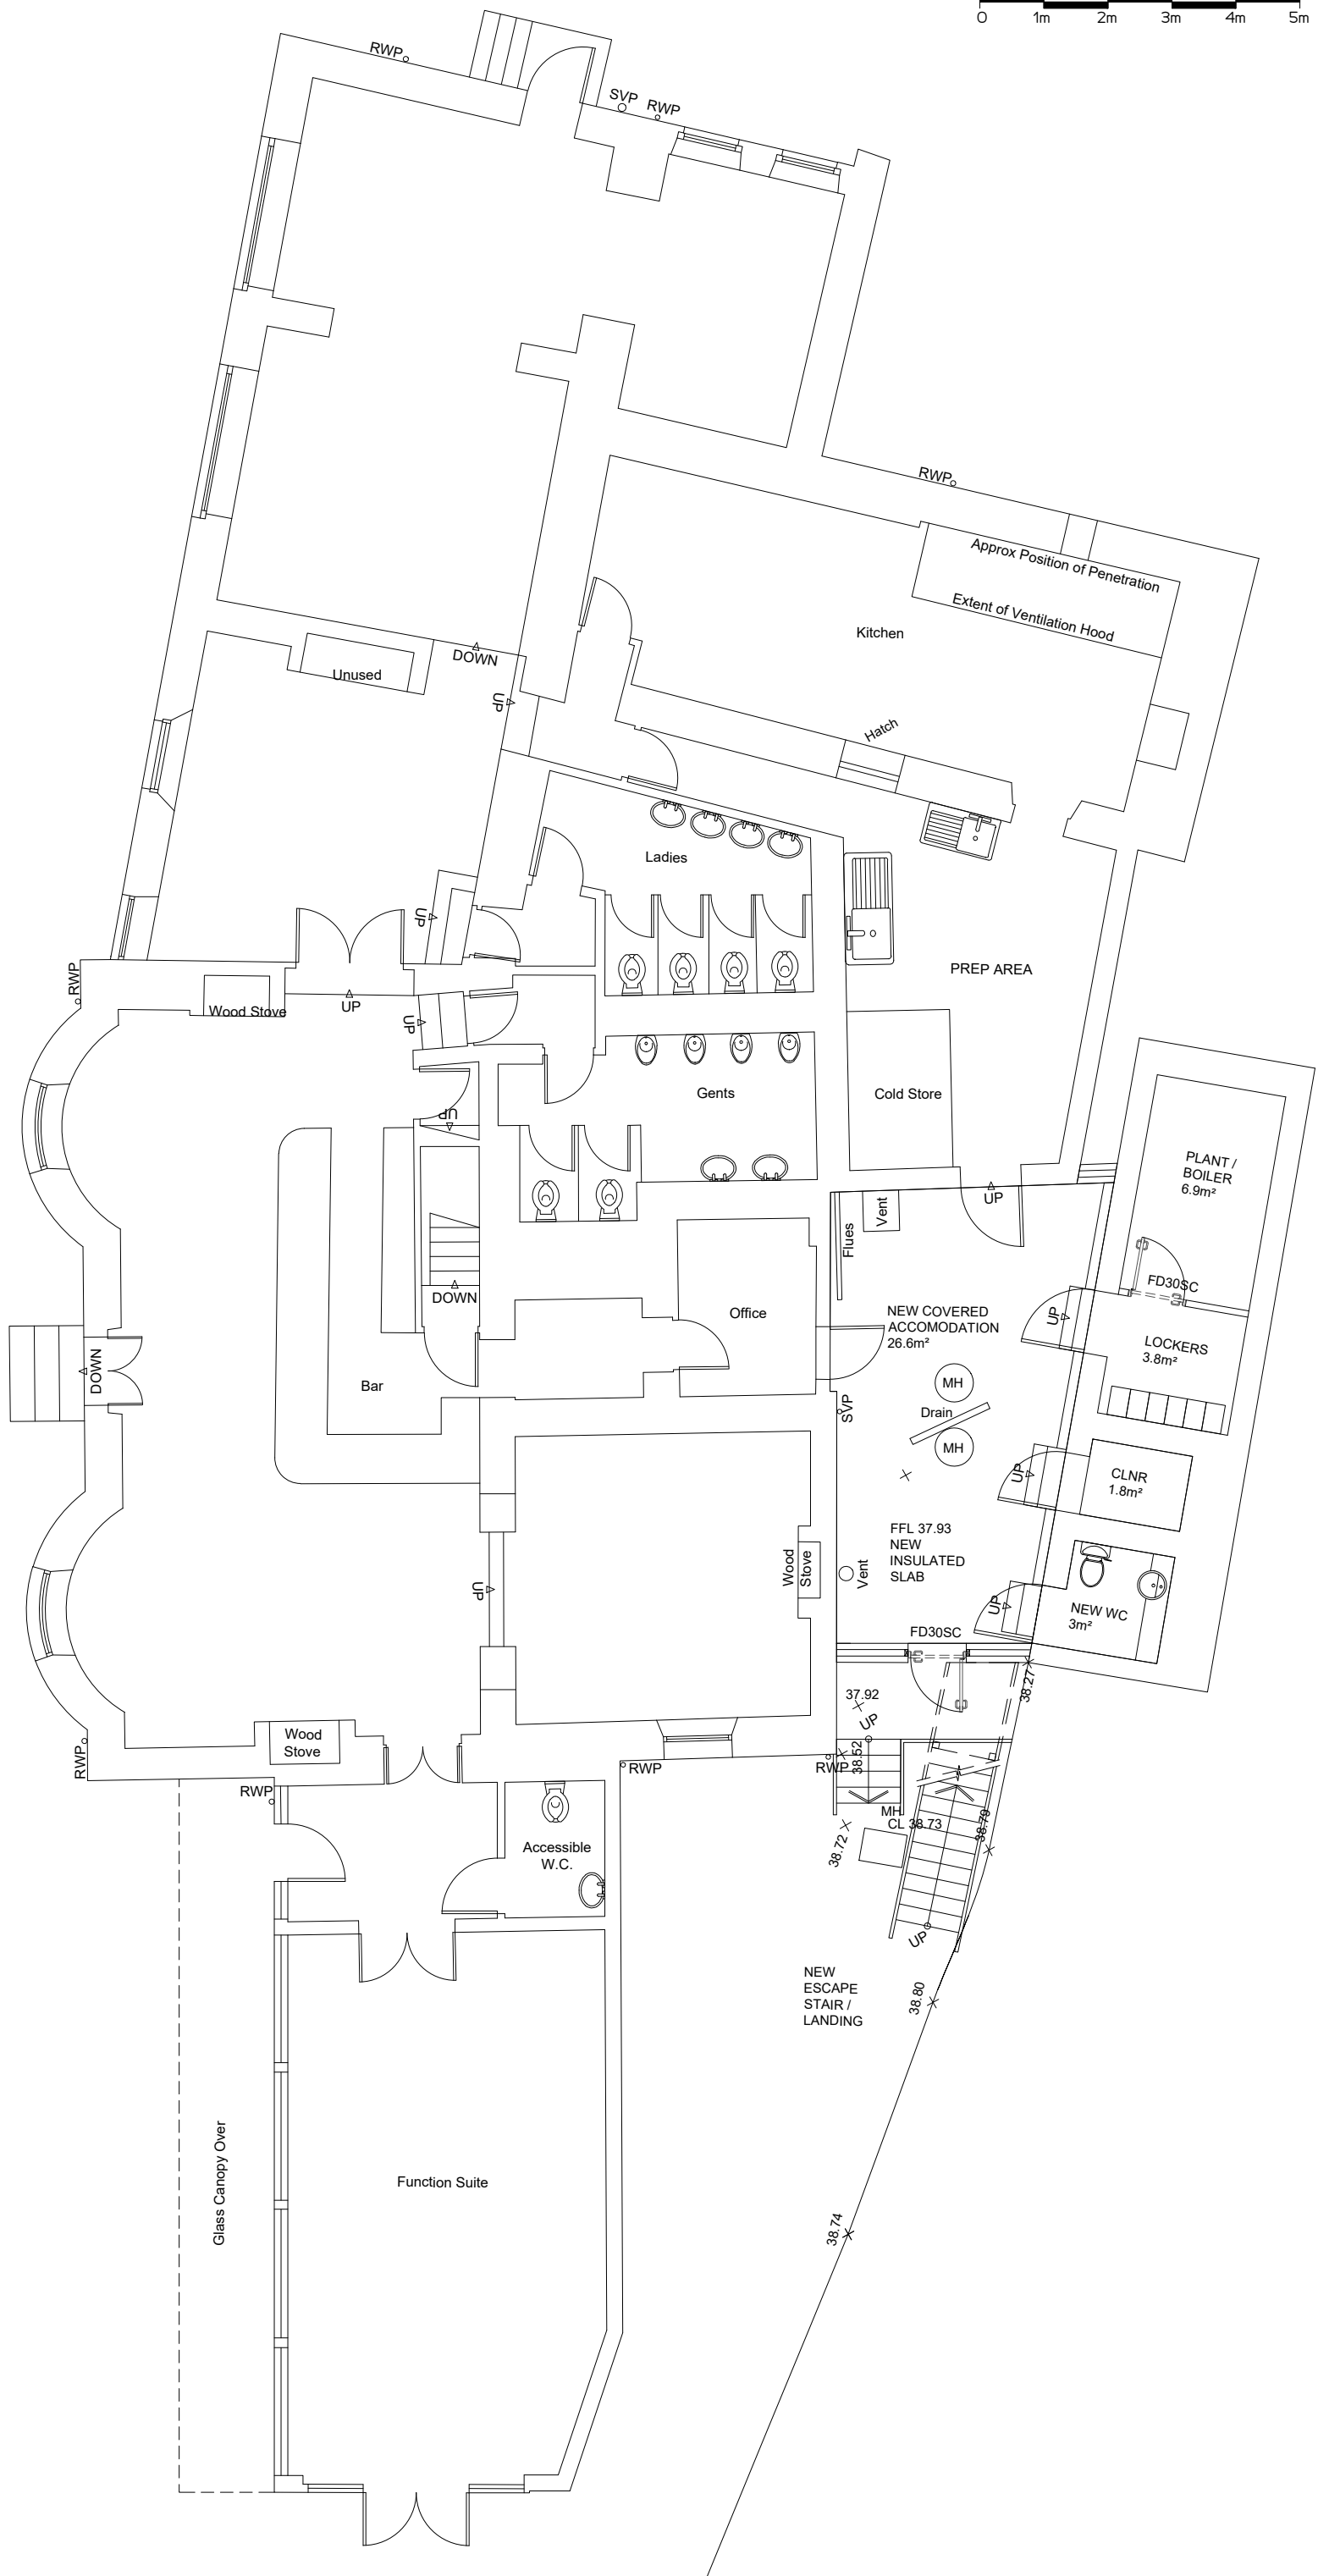 0 1m 2m 3m 4m 5m
RWP
SVP
RWP
RWP
Approx Position of Penetration
Extent of Ventilation Hood
Kitchen
DOWN
Unused
UP
Hatch
Ladies
UP
PREP AREA
RWP
Wood Stove
UP
UP
Gents
Cold Store
UP
PLANT /
BOILER
6.9m²
UP
Vent
Flues
FD30SC
DOWN
Office
NEW COVERED
ACCOMODATION
26.6m²
UP
LOCKERS
3.8m²
DOWN
Bar
MH
Drain
SVP
MH
UP
CLNR
1.8m²
FFL 37.93
NEW
INSULATED
SLAB
Wood
Stove
Vent
UP
UP
NEW WC
3m²
FD30SC
38.27
37.92
UP
Wood
Stove
RWP
RWP
RWP
38.52
RWP
MH
CL 38.73
38.79
38.72
Accessible
W.C.
UP
NEW
ESCAPE
STAIR /
LANDING
38.80
Glass Canopy Over
Function Suite
38.74